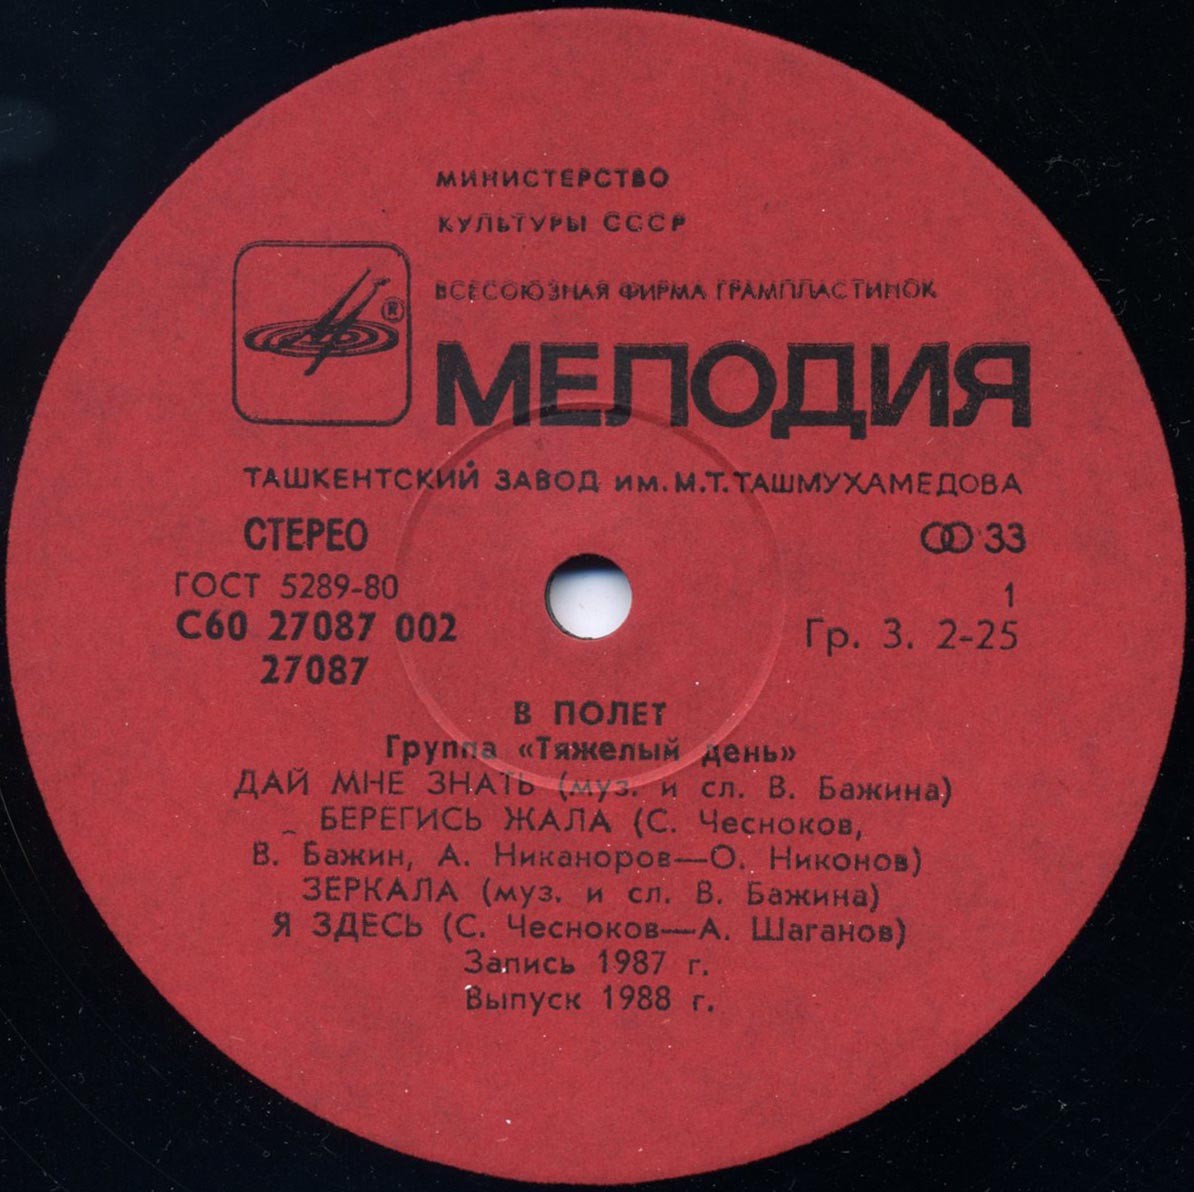 МИНИСТЕРСТВО
КУЛЬТУРЫ СССР
ВСЕСОЮЗНАЯ ФИРМА ГРАМПЛАСТИНОК
®
МЕЛОДИЯ
ТАШКЕНТСКИЙ ЗАВОД им. М.Т. ТАШМУХАМЕДОВА
СТЕРЕО 33
ГОСТ 5289-80 1
С60 27087 002 Гр. 3. 2-25
27087
В ПОЛЕТ
Группа «Тяжелый день»
ДАЙ МНЕ ЗНАТЬ (муз. и сл. В. Бажина)
БЕРЕГИСЬ ЖАЛА (С. Чесноков,
В. Бажин, А. Никаноров—О. Никонов)
ЗЕРКАЛА (муз. и сл. В. Бажина)
Я ЗДЕСЬ (С. Чесноков—А. Шаганов)
Запись 1987 г.
Выпуск 1988 г.